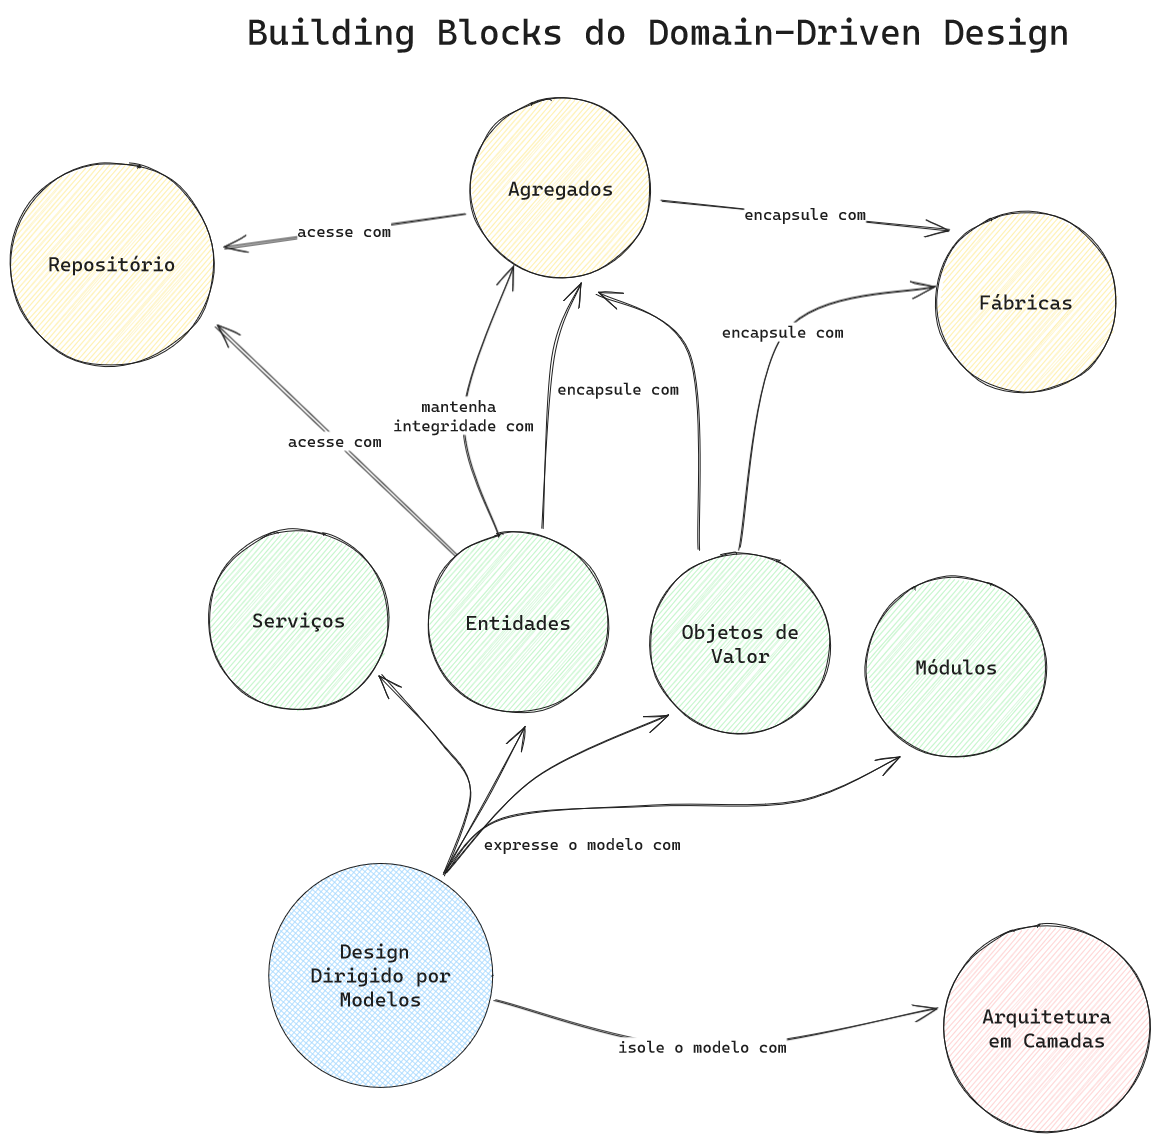 Building Blocks do Domain-Driven Design
Agregados
Repositório
acesse com
encapsule com
Fábricas
encapsule com
encapsule com
mantenha
integridade com
acesse com
Serviços
Entidades
Objetos de
Valor
Módulos
expresse o modelo com
Design
Dirigido por
Modelos
isole o modelo com
Arquitetura
em Camadas